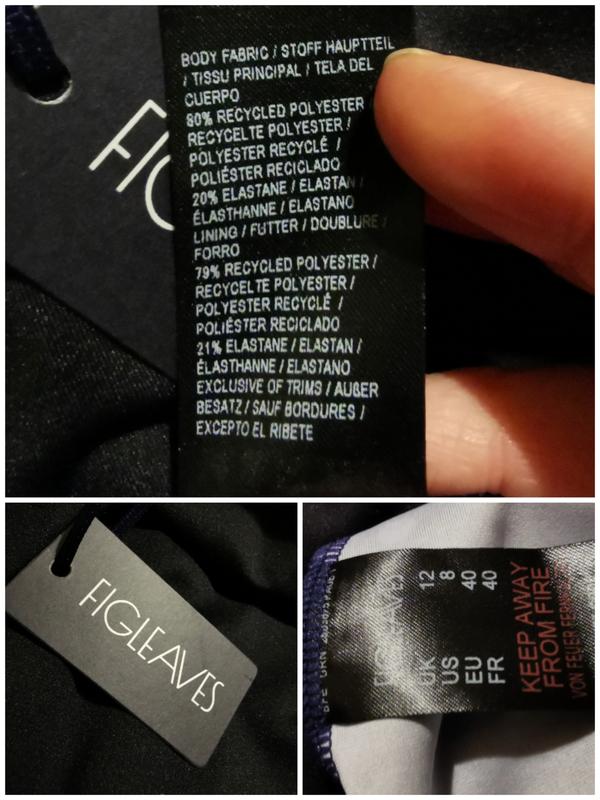 BODY FABRIC / STOFF HAUPTTEIL
/ TISSU PRINCIPAL / TELA DEL
CUERPO
80% RECYCLED POLYESTER /
RECYCELTE POLYESTER /
POLYESTER RECYCLÉ /
POLIÉSTER RECICLADO
20% ELASTANE / ELASTAN /
ÉLASTHANNE / ELASTANO
LINING / FUTTER / DOUBLURE /
FORRO
79% RECYCLED POLYESTER /
RECYCELTE POLYESTER /
POLYESTER RECYCLÉ /
POLIÉSTER RECICLADO
21% ELASTANE / ELASTAN /
ÉLASTHANNE / ELASTANO
EXCLUSIVE OF TRIMS / AUßER
BESATZ / SAUF BORDURES /
EXCEPTO EL RIBETE
FIG
FIGLEAVES
FIGLEAVES
UK 12
US 8
EU 40
FR 40
KEEP AWAY
FROM FIRE
VON FEUER